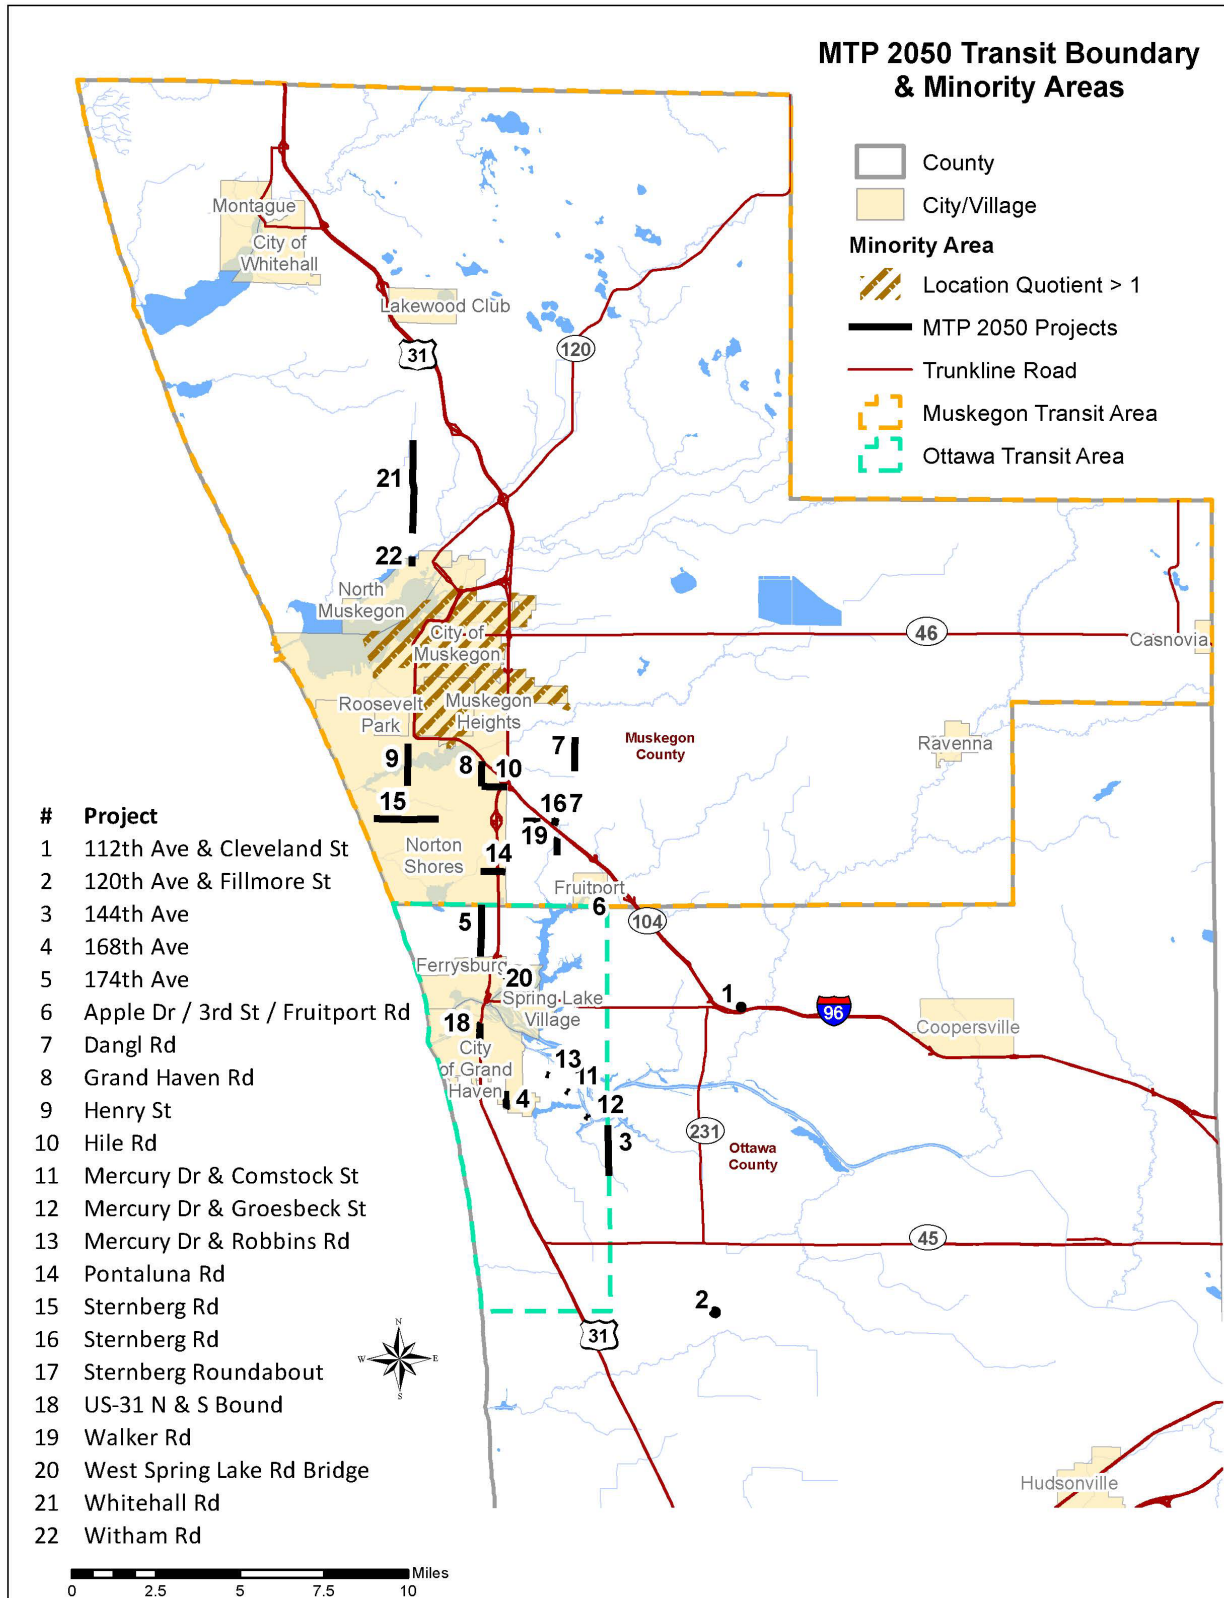 MTP 2050 Transit Boundary
& Minority Areas
County
City/Village
Minority Area
Location Quotient > 1
MTP 2050 Projects
Trunkline Road
Muskegon Transit Area
Ottawa Transit Area
Montague
City of
Whitehall
Lakewood Club
31
120
21
22
North
Muskegon
City of
Muskegon
46
Casnovia
Roosevelt
Park
Muskegon
Heights
Muskegon
County
Ravenna
7
9
8
10
15
167
19
14
Norton
Shores
Fruitport
6
104
5
Ferrysburg
20
Spring Lake
Village
1
96
Coopersville
18
City
of Grand
Haven
13
11
4
12
3
231
Ottawa
County
45
2
31
Hudsonville
# Project
1 112th Ave & Cleveland St
2 120th Ave & Fillmore St
3 144th Ave
4 168th Ave
5 174th Ave
6 Apple Dr / 3rd St / Fruitport Rd
7 Dangl Rd
8 Grand Haven Rd
9 Henry St
10 Hile Rd
11 Mercury Dr & Comstock St
12 Mercury Dr & Groesbeck St
13 Mercury Dr & Robbins Rd
14 Pontaluna Rd
15 Sternberg Rd
16 Sternberg Rd
17 Sternberg Roundabout
18 US-31 N & S Bound
19 Walker Rd
20 West Spring Lake Rd Bridge
21 Whitehall Rd
22 Witham Rd
N
W E
S
Miles
0 2.5 5 7.5 10